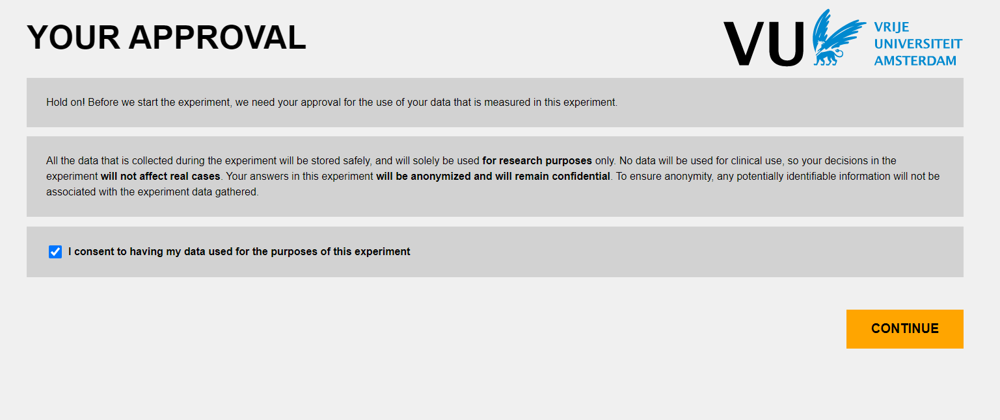 YOUR APPROVAL
VU
VRIJE
UNIVERSITEIT
AMSTERDAM
Hold on! Before we start the experiment, we need your approval for the use of your data that is measured in this experiment.
All the data that is collected during the experiment will be stored safely, and will solely be used for research purposes only. No data will be used for clinical use, so your decisions in the
experiment will not affect real cases. Your answers in this experiment will be anonymized and will remain confidential. To ensure anonymity, any potentially identifiable information will not be
associated with the experiment data gathered.
I consent to having my data used for the purposes of this experiment
CONTINUE